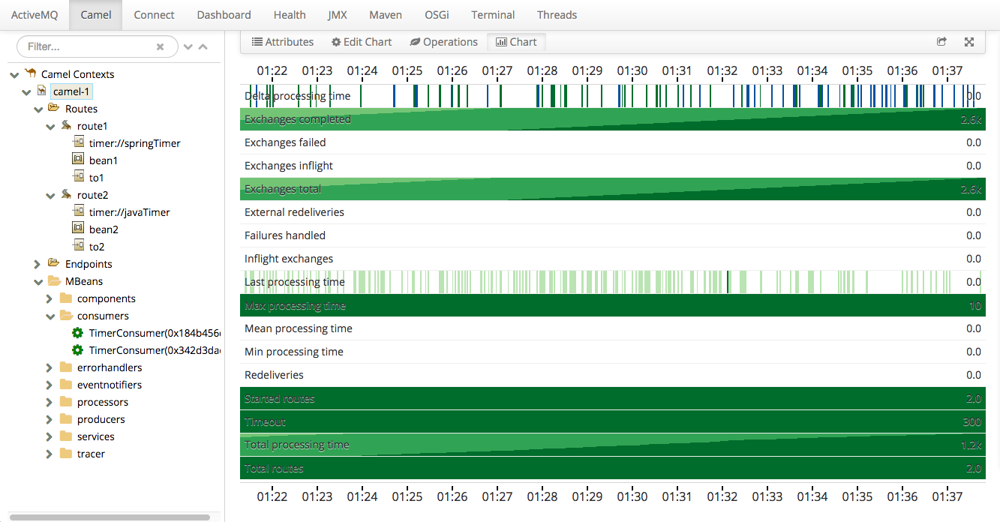 ActiveMQ Camel Connect Dashboard Health JMX Maven OSGi Terminal Threads
Filter...
Attributes Edit Chart Operations Chart
Camel Contexts
camel-1
Routes
route1
timer://springTimer
bean1
to1
route2
timer://javaTimer
bean2
to2
Endpoints
MBeans
components
consumers
TimerConsumer(0x184b456
TimerConsumer(0x342d3da
errorhandlers
eventnotifiers
processors
producers
services
tracer
01:22 01:23 01:24 01:25 01:26 01:27 01:28 01:29 01:30 01:31 01:32 01:33 01:34 01:35 01:36 01:37
Delta processing time 0.0
Exchanges completed 2.6k
Exchanges failed 0.0
Exchanges inflight 0.0
Exchanges total 2.6k
External redeliveries 0.0
Failures handled 0.0
Inflight exchanges 0.0
Last processing time 0.0
Max processing time 10
Mean processing time 0.0
Min processing time 0.0
Redeliveries 0.0
Started routes 2.0
Timeout 300
Total processing time 1.2k
Total routes 2.0
01:22 01:23 01:24 01:25 01:26 01:27 01:28 01:29 01:30 01:31 01:32 01:33 01:34 01:35 01:36 01:37